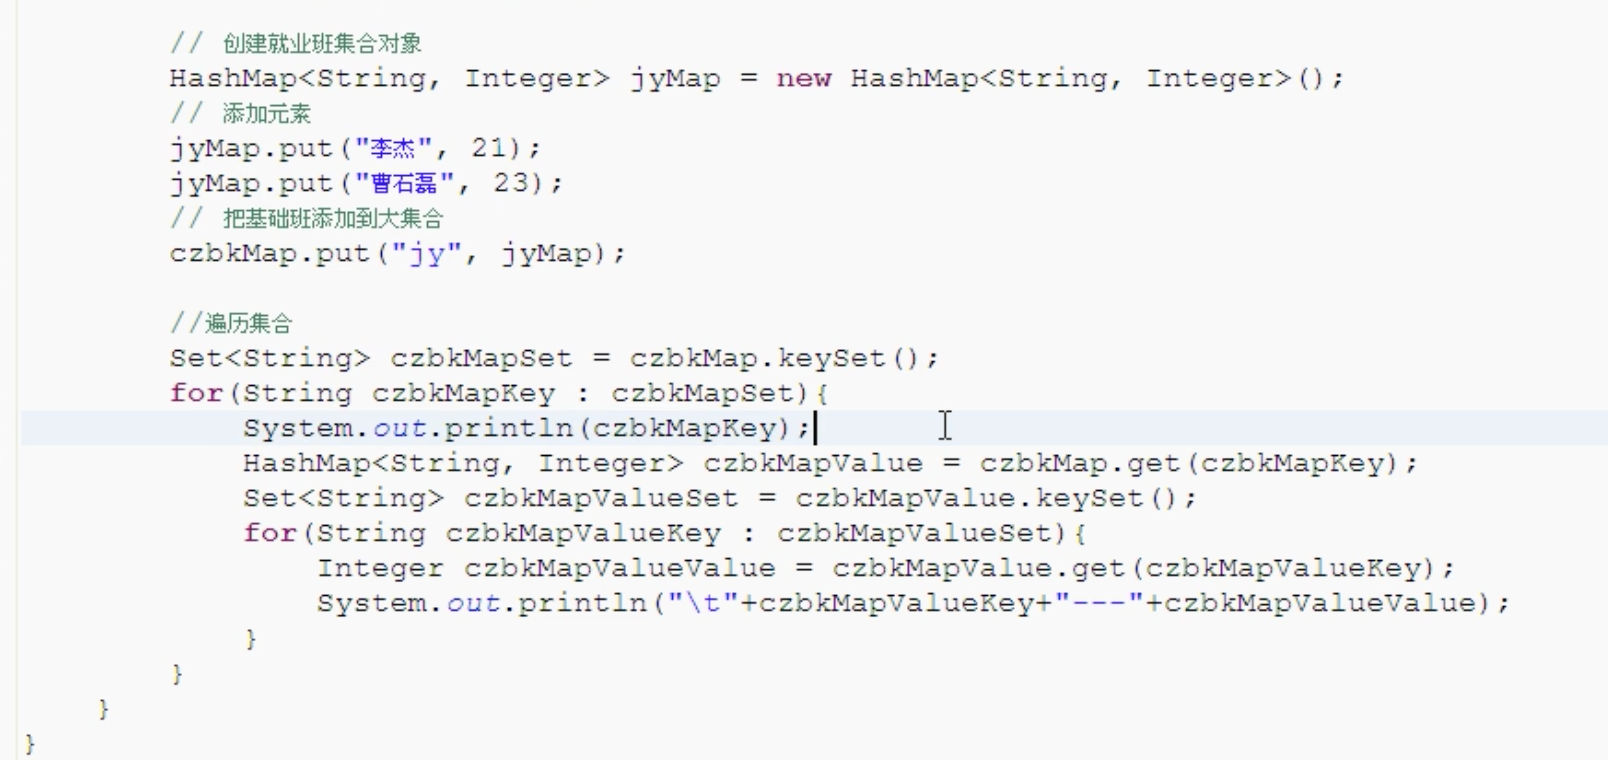 // 创建就业班集合对象
HashMap<String, Integer> jyMap = new HashMap<String, Integer>();
// 添加元素
jyMap.put("李杰", 21);
jyMap.put("曹石磊", 23);
// 把基础班添加到大集合
czbkMap.put("jy", jyMap);
//遍历集合
Set<String> czbkMapSet = czbkMap.keySet();
for(String czbkMapKey : czbkMapSet){
System.out.println(czbkMapKey);
HashMap<String, Integer> czbkMapValue = czbkMap.get(czbkMapKey);
Set<String> czbkMapValueSet = czbkMapValue.keySet();
for(String czbkMapValueKey : czbkMapValueSet){
Integer czbkMapValueValue = czbkMapValue.get(czbkMapValueKey);
System.out.println("\t"+czbkMapValueKey+"---"+czbkMapValueValue);
}
}
}
}